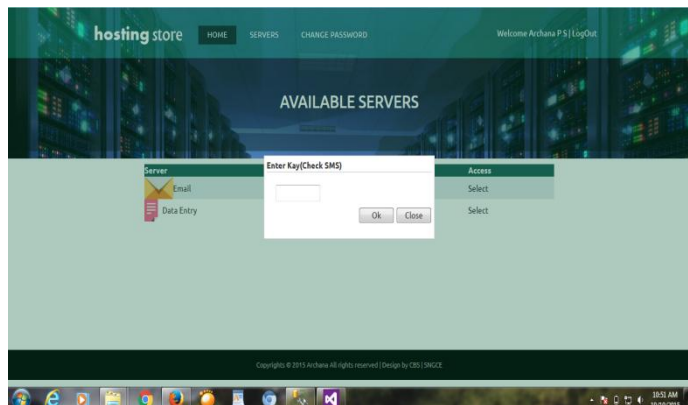 hosting store HOME SERVERS CHANGE PASSWORD Welcome Archana P.S | LogOut
AVAILABLE SERVERS
Server Access
Enter Kay(Check SMS)
Email Select
Data Entry Select
Ok Close
Copyrights © 2015 Archana All rights reserved | Design by CBS | SNGCE
10:51 AM